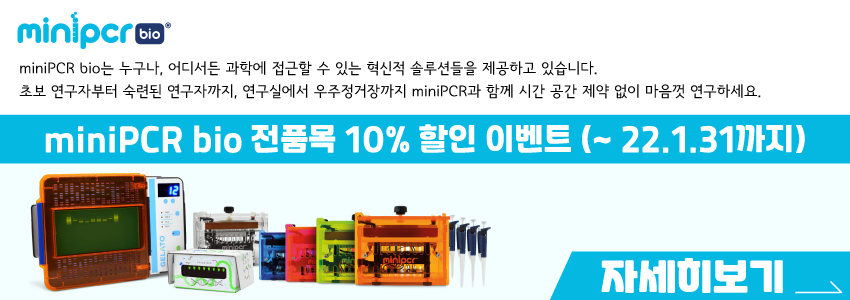 minipcr bio®
miniPCR bio는 누구나, 어디서든 과학에 접근할 수 있는 혁신적 솔루션들을 제공하고 있습니다.
초보 연구자부터 숙련된 연구자까지, 연구실에서 우주정거장까지 miniPCR과 함께 시간 공간 제약 없이 마음껏 연구하세요.
miniPCR bio 전품목 10% 할인 이벤트 (~ 22.1.31까지)
12
GELATO
minipcr
minipcr
자세히보기